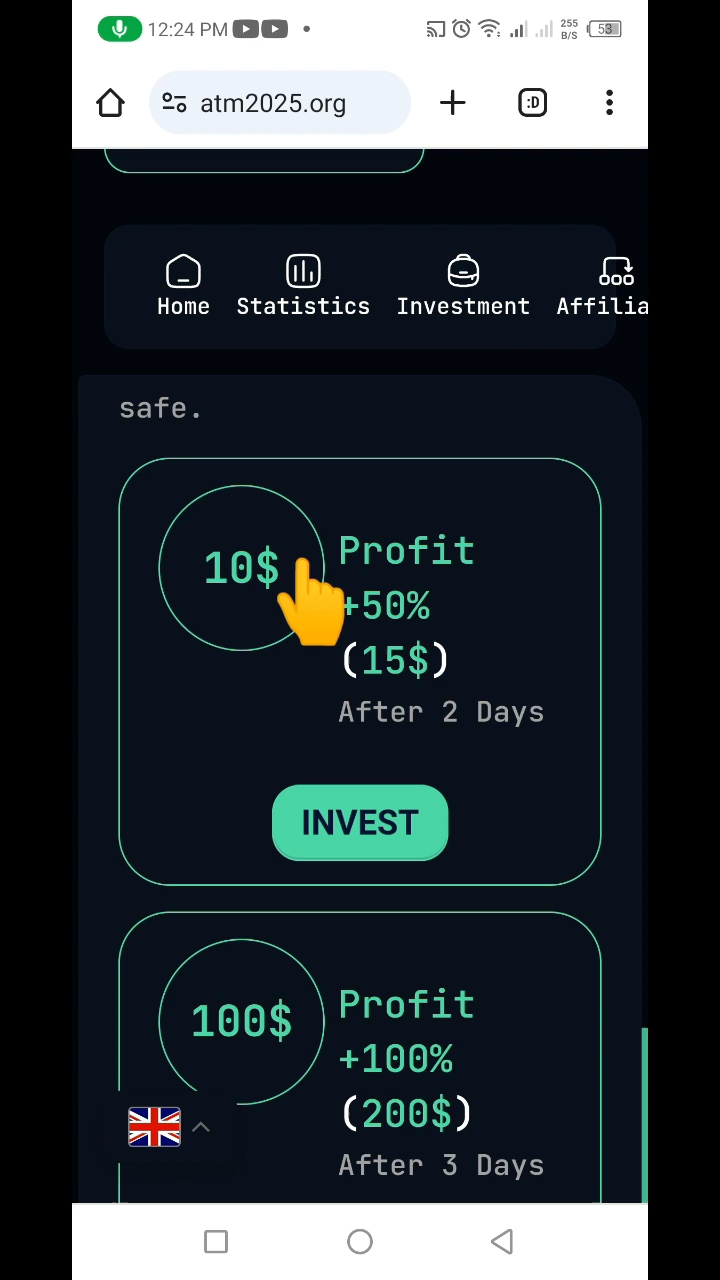 12:24 PM
255
B/S
53
atm2025.org
:D
Home
Statistics
Investment
Affilia
safe.
10$
Profit
+50%
(15$)
After 2 Days
INVEST
100$
Profit
+100%
(200$)
After 3 Days